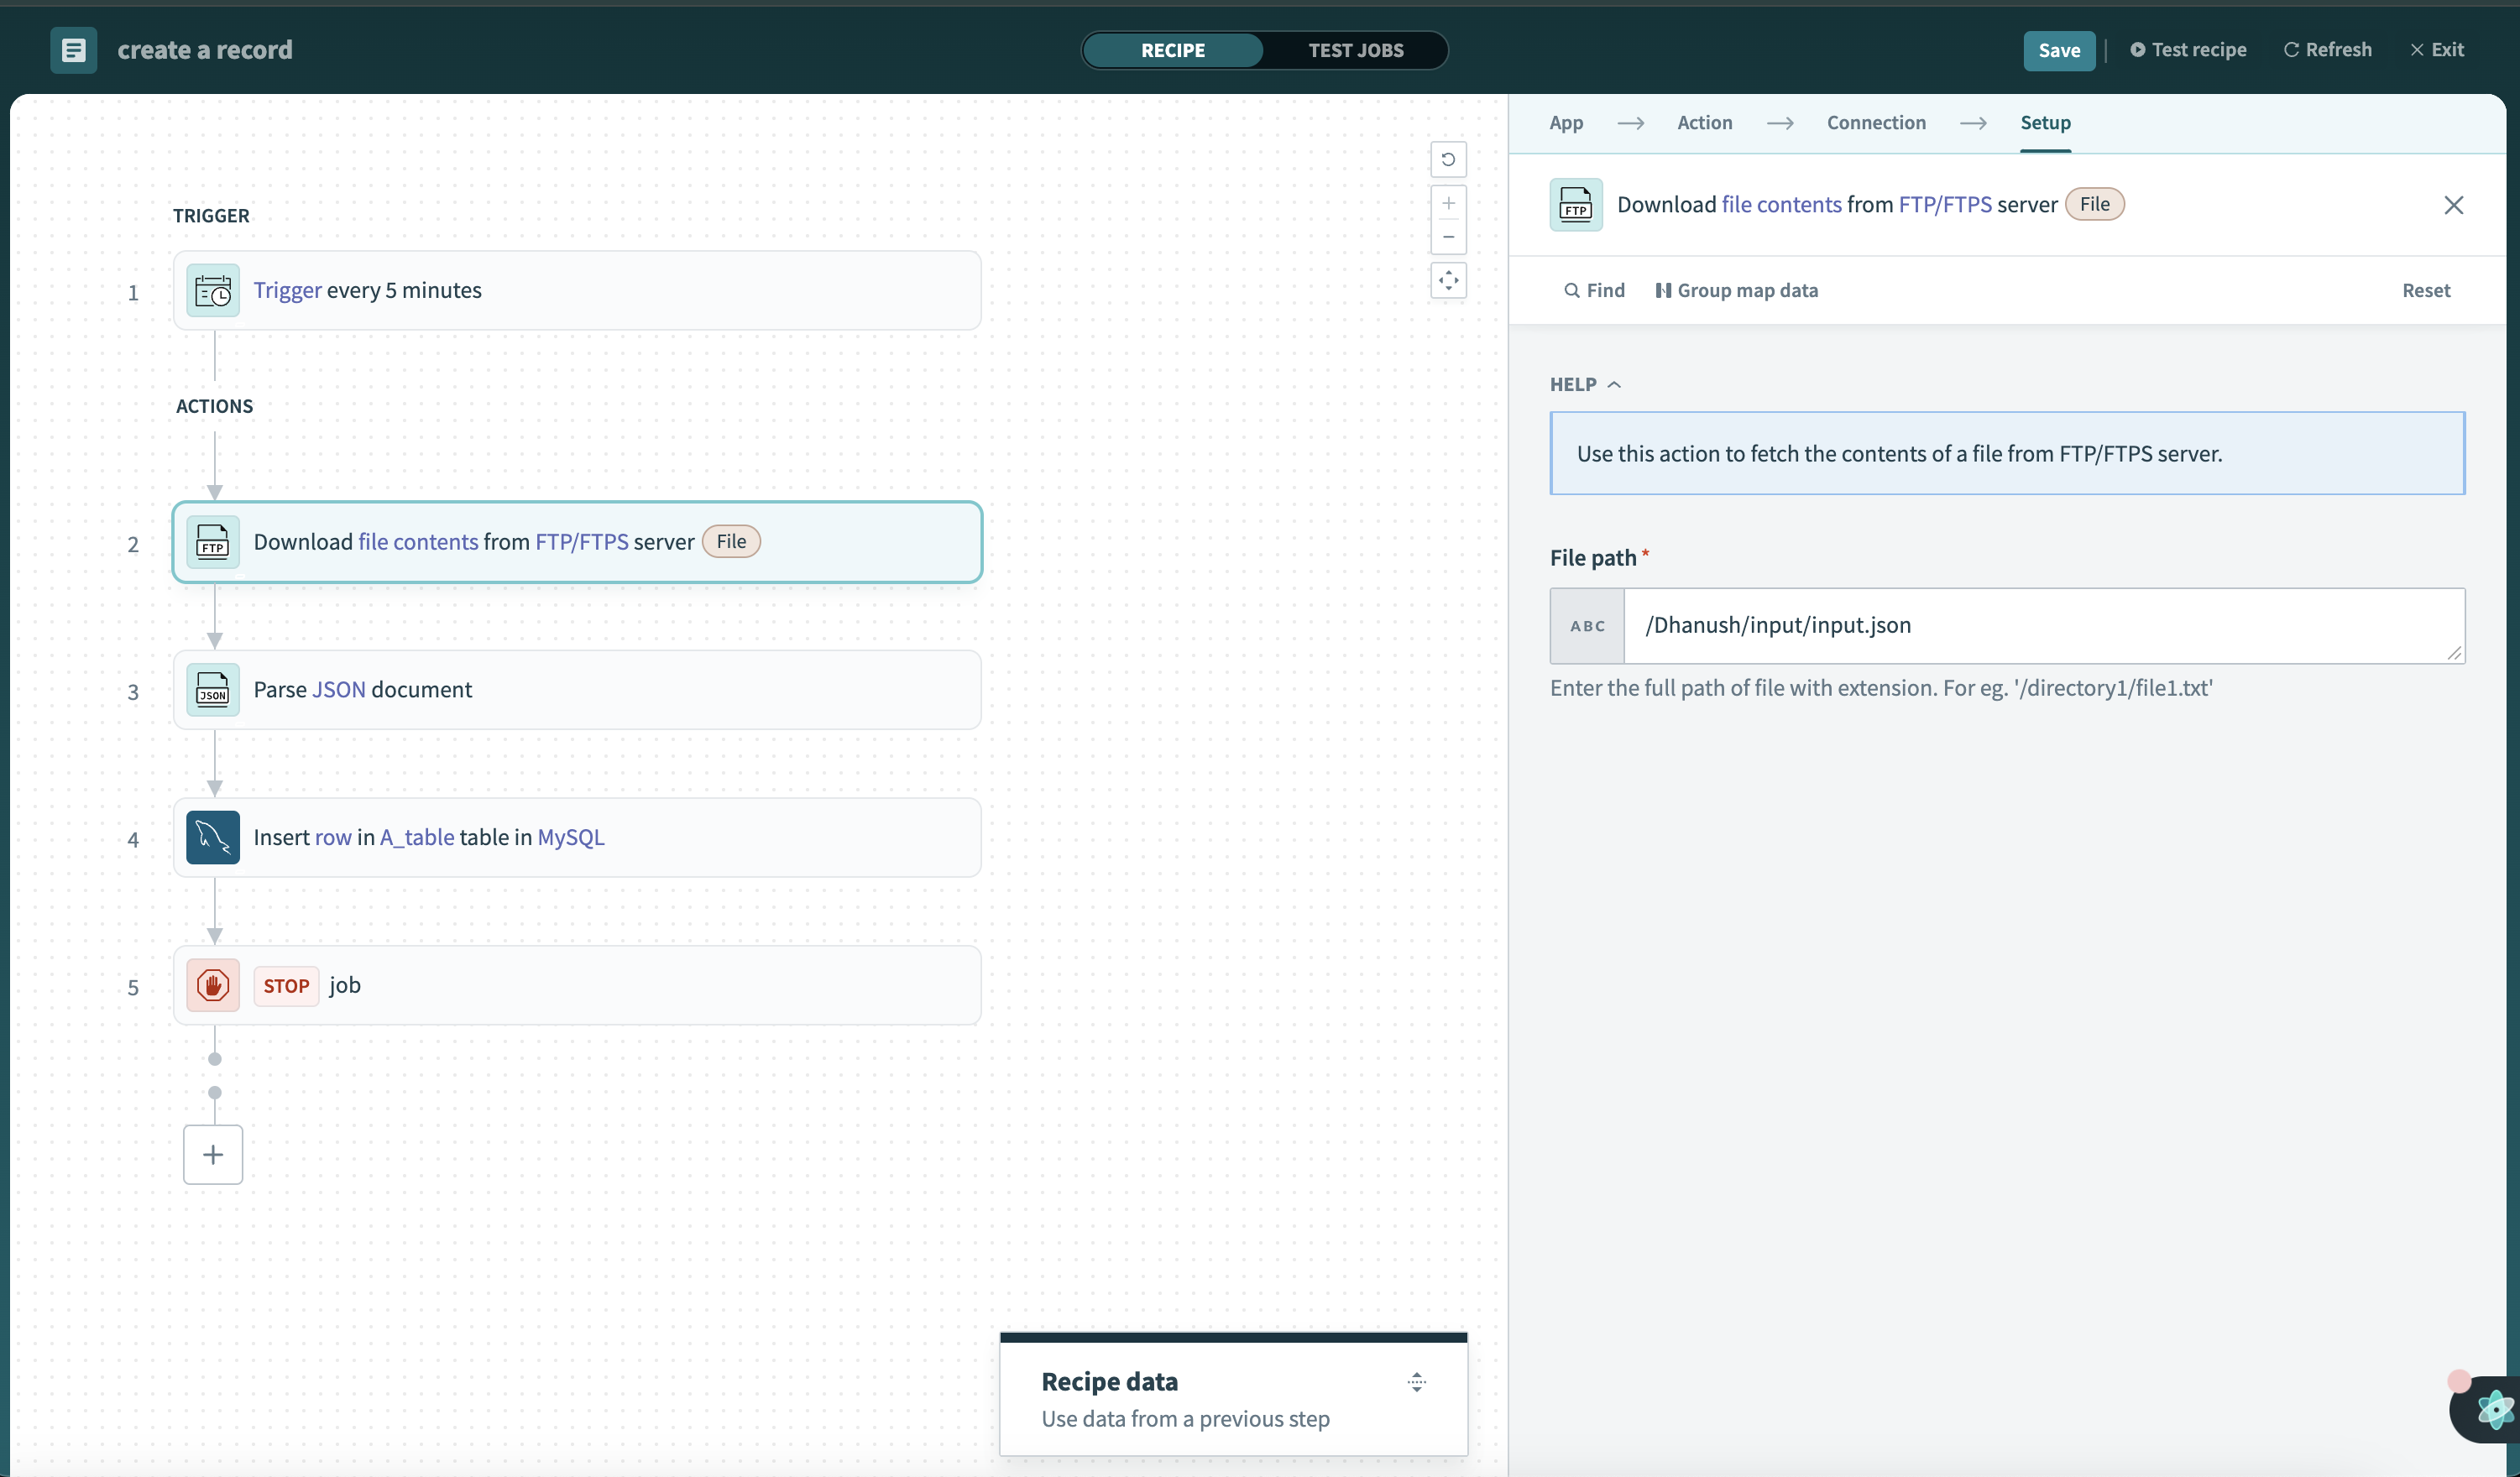 create a record
RECIPE
TEST JOBS
Save
Test recipe
Refresh
Exit
TRIGGER
1
Trigger every 5 minutes
ACTIONS
2
FTP
Download file contents from FTP/FTPS server File
3
JSON
Parse JSON document
4
Insert row in A_table table in MySQL
5
STOP job
Recipe data
Use data from a previous step
App
Action
Connection
Setup
FTP
Download file contents from FTP/FTPS server File
Find
Group map data
Reset
HELP
Use this action to fetch the contents of a file from FTP/FTPS server.
File path *
ABC
/Dhanush/input/input.json
Enter the full path of file with extension. For eg. '/directory1/file1.txt'